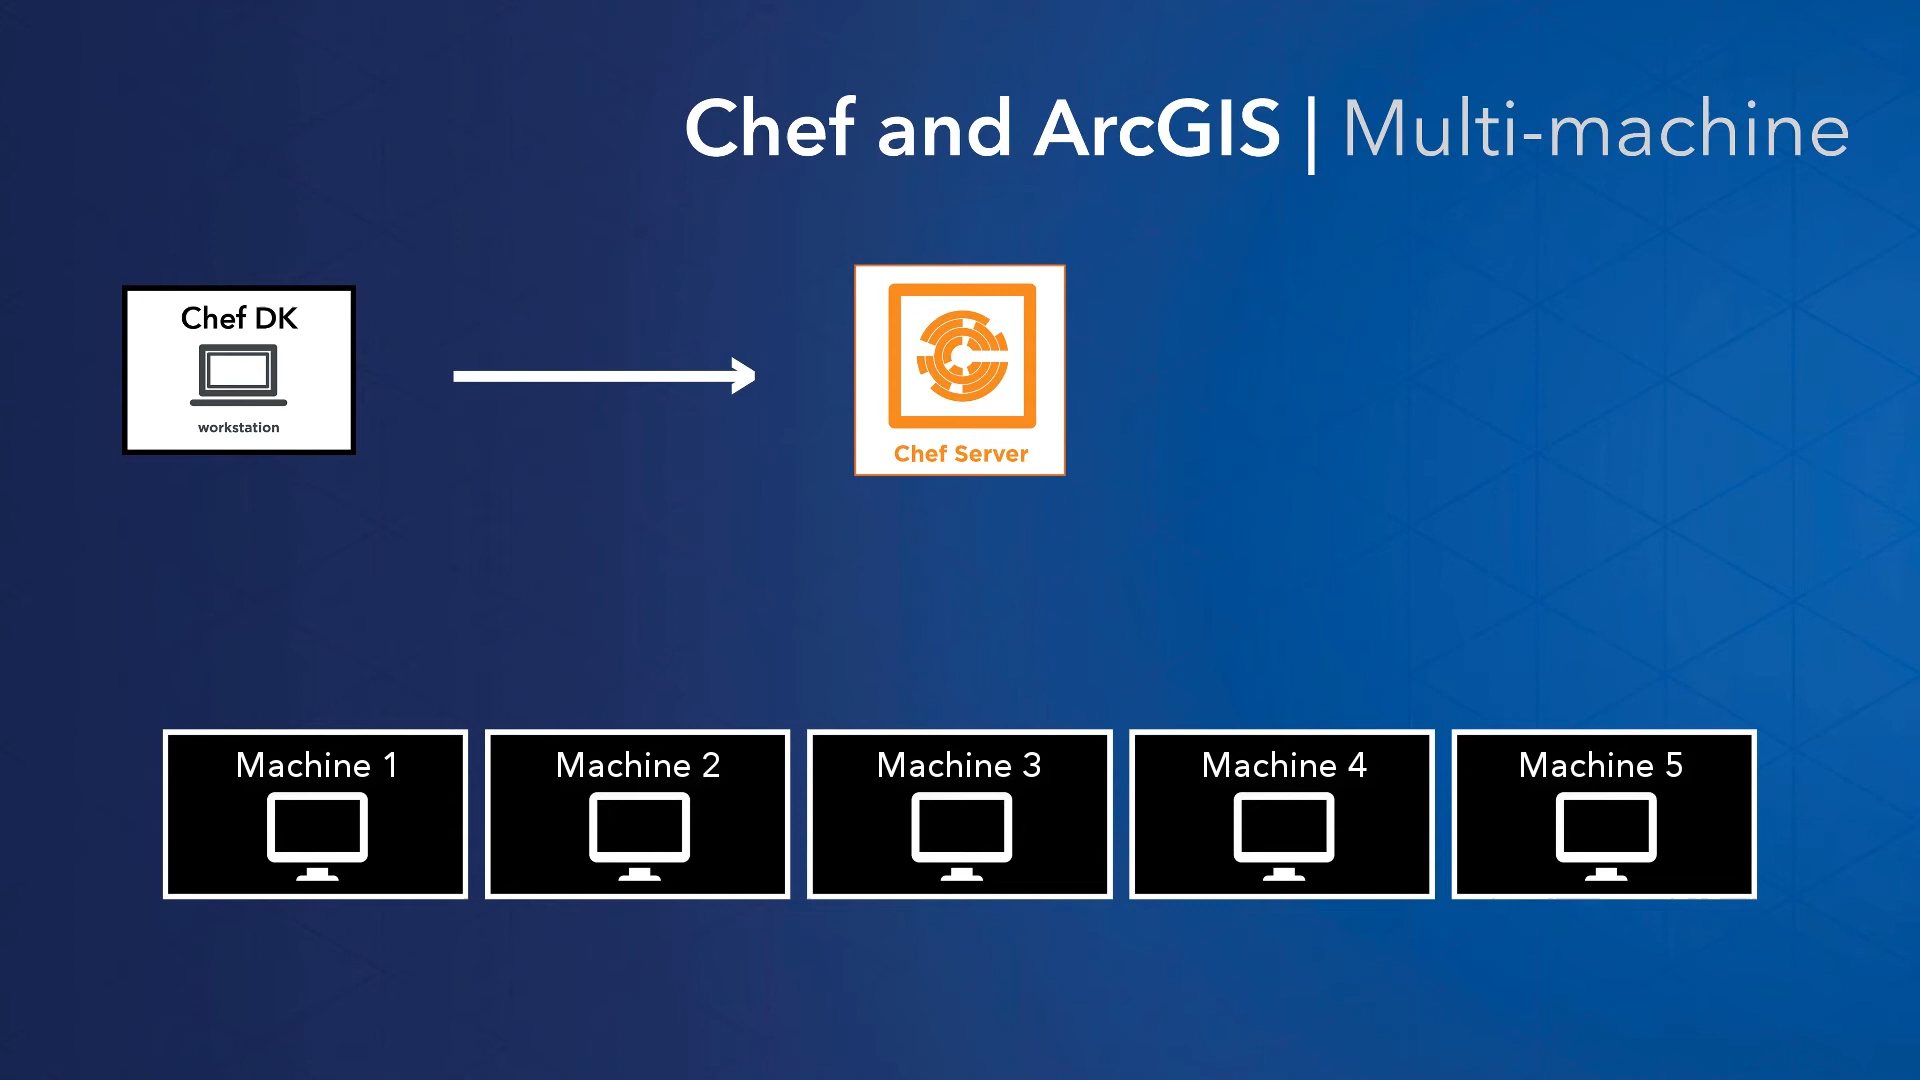 Chef and ArcGIS | Multi-machine
Chef DK
workstation
Chef Server
Machine 1
Machine 2
Machine 3
Machine 4
Machine 5